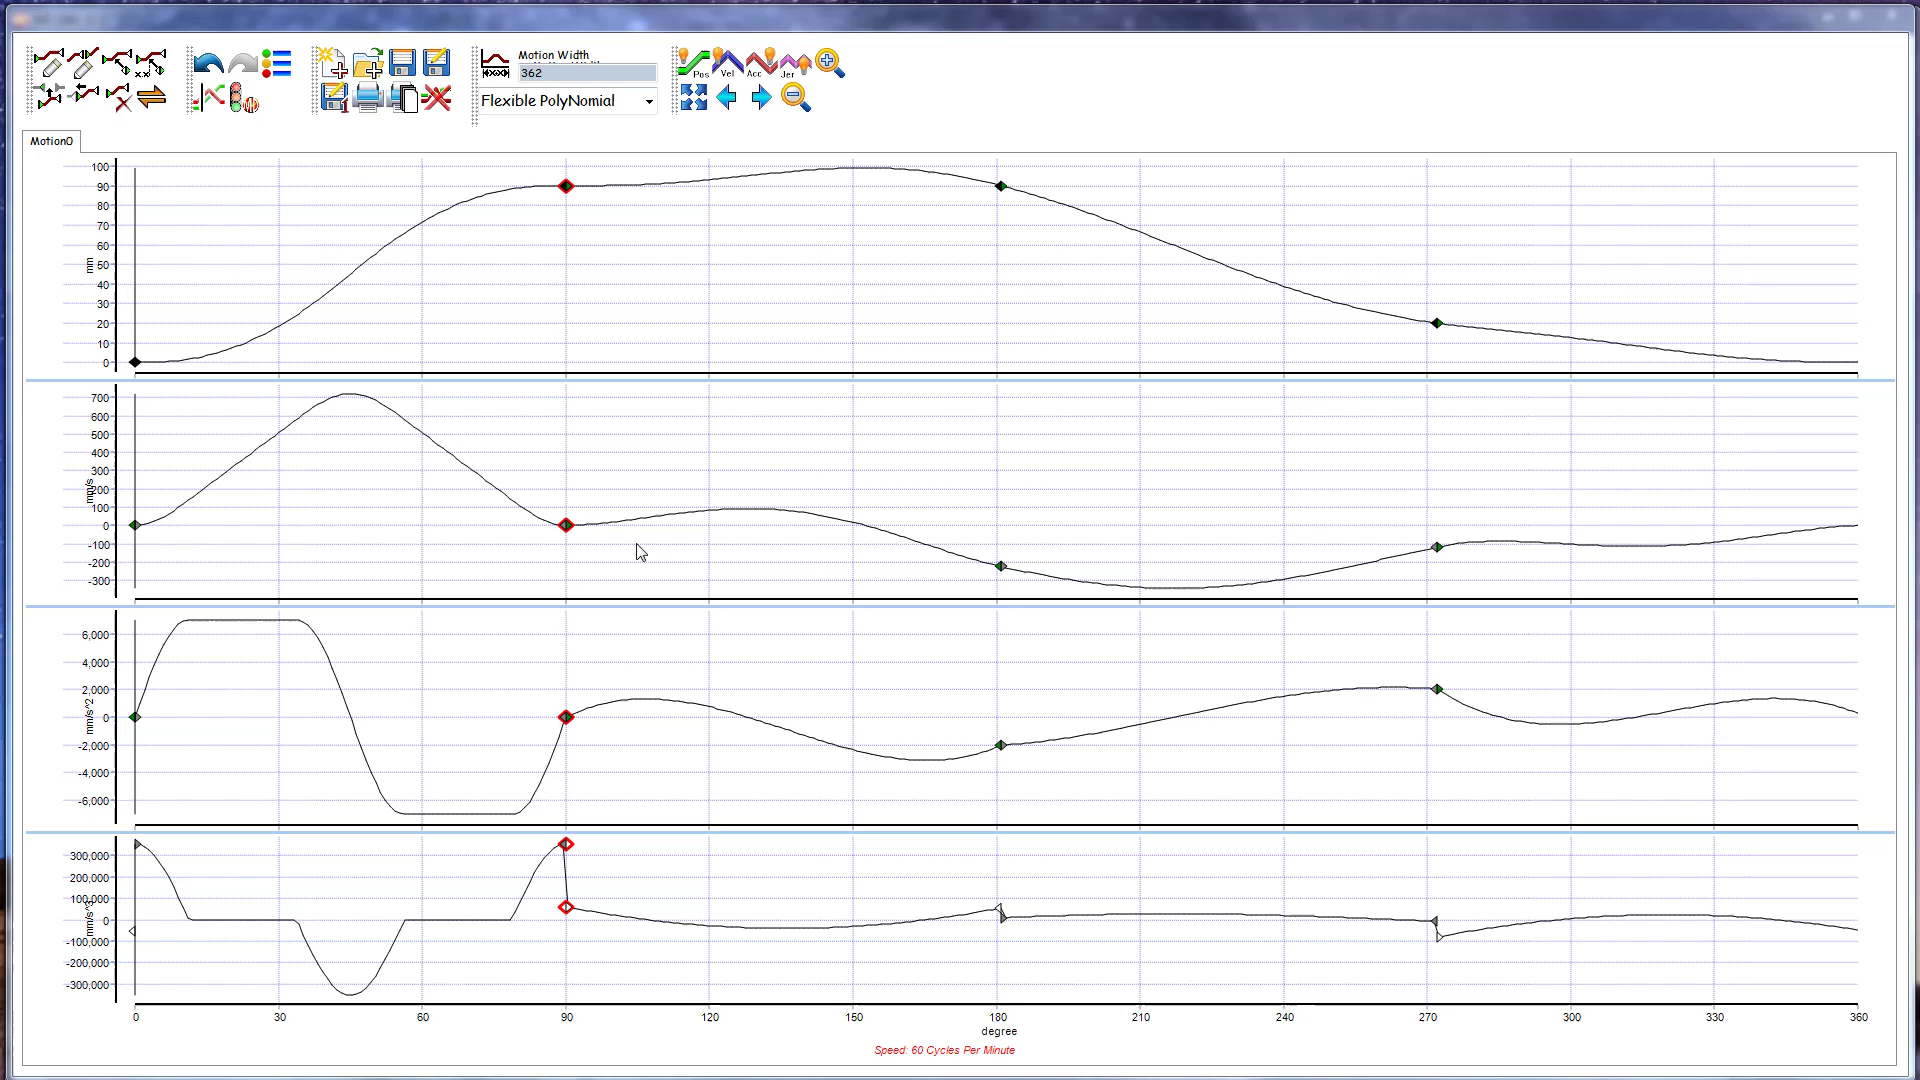 Motion Width
362
Flexible PolyNomial
Pos
Vel
Acc
Jer
Motion0
100
90
80
70
60
50
40
30
20
10
0
mm
700
600
500
400
300
200
100
0
-100
-200
-300
mm/s
6,000
4,000
2,000
0
-2,000
-4,000
-6,000
mm/s^2
300,000
200,000
100,000
0
-100,000
-200,000
-300,000
mm/s^3
0 30 60 90 120 150 180 210 240 270 300 330 360
degree
Speed: 60 Cycles Per Minute